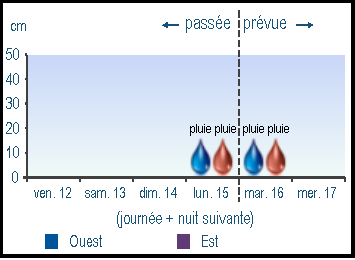 passée prévue
cm
50
40
30
20
10
0
pluie pluie pluie pluie
ven. 12 sam. 13 dim. 14 lun. 15 mar. 16 mer. 17
(journée + nuit suivante)
Ouest Est